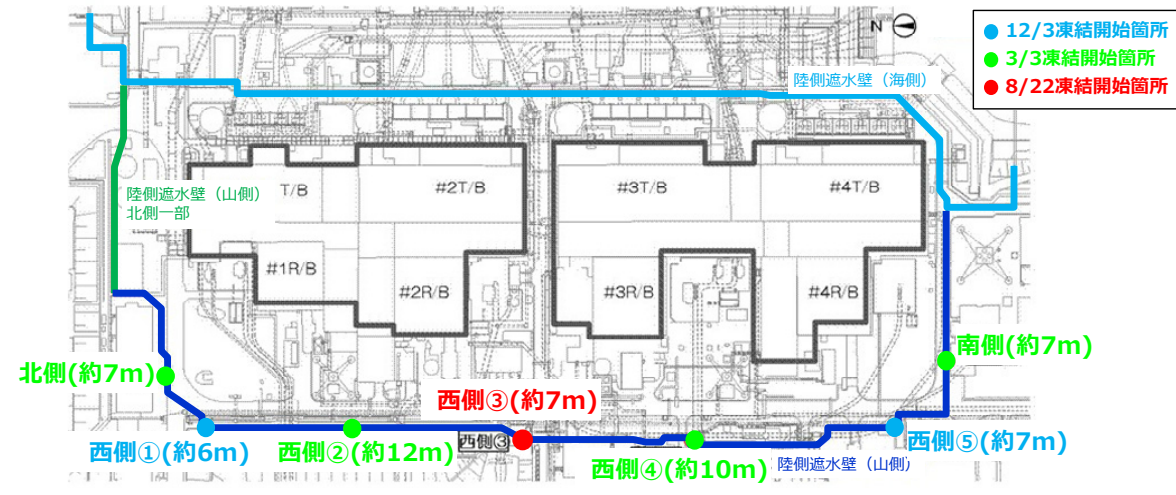 N
12/3凍結開始箇所
3/3凍結開始箇所
8/22凍結開始箇所
陸側遮水壁（海側）
陸側遮水壁（山側）
北側一部
T/B
#2T/B
#3T/B
#4T/B
#1R/B
#2R/B
#3R/B
#4R/B
北側(約7m)
南側(約7m)
西側③(約7m)
西側①(約6m)
西側②(約12m)
西側③
西側④(約10m)
西側⑤(約7m)
陸側遮水壁（山側）